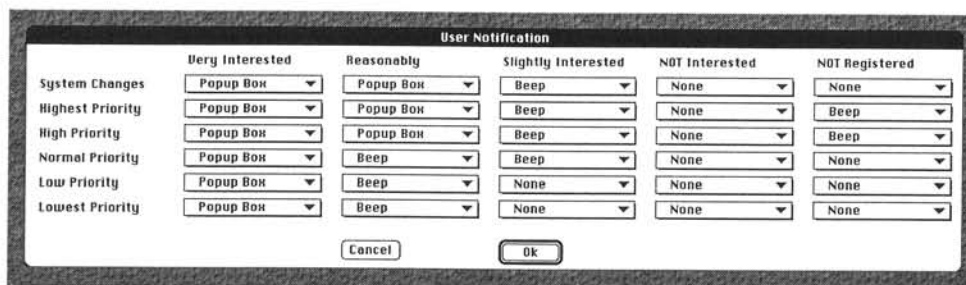 User Notification
Very Interested Reasonably Slightly Interested NOT Interested NOT Registered
System Changes Popup Box Popup Box Beep None None
Highest Priority Popup Box Popup Box Beep None Beep
High Priority Popup Box Popup Box Beep None Beep
Normal Priority Popup Box Beep Beep None None
Low Priority Popup Box Beep None None None
Lowest Priority Popup Box Beep None None None
Cancel Ok